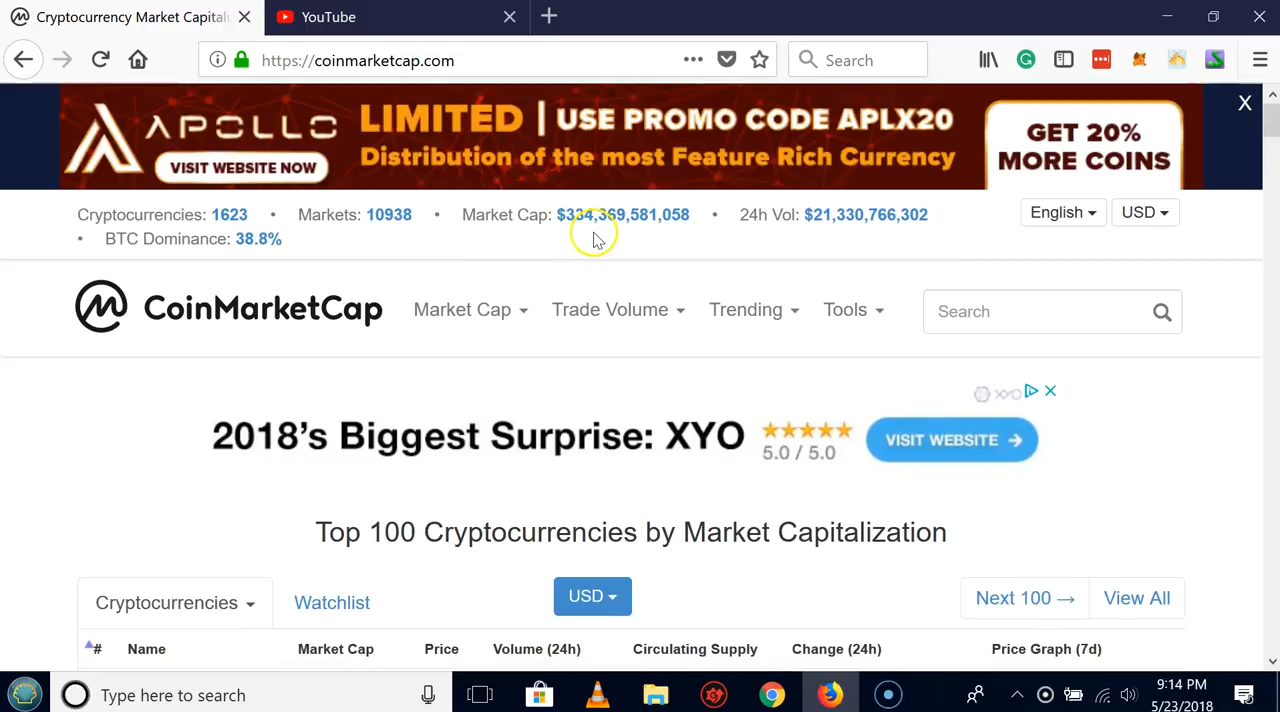 Cryptocurrency Market Capitali
YouTube
https://coinmarketcap.com
Search
APOLLO
VISIT WEBSITE NOW
LIMITED | USE PROMO CODE APLX20
Distribution of the most Feature Rich Currency
GET 20%
MORE COINS
X
Cryptocurrencies: 1623 • Markets: 10938 • Market Cap: $334,369,581,058 • 24h Vol: $21,330,766,302
• BTC Dominance: 38.8%
English
USD
CoinMarketCap
Market Cap
Trade Volume
Trending
Tools
Search
XYO
2018's Biggest Surprise: XYO
5.0 / 5.0
VISIT WEBSITE →
Top 100 Cryptocurrencies by Market Capitalization
Cryptocurrencies
Watchlist
USD
Next 100 →
View All
# Name Market Cap Price Volume (24h) Circulating Supply Change (24h) Price Graph (7d)
Type here to search
9:14 PM
5/23/2018